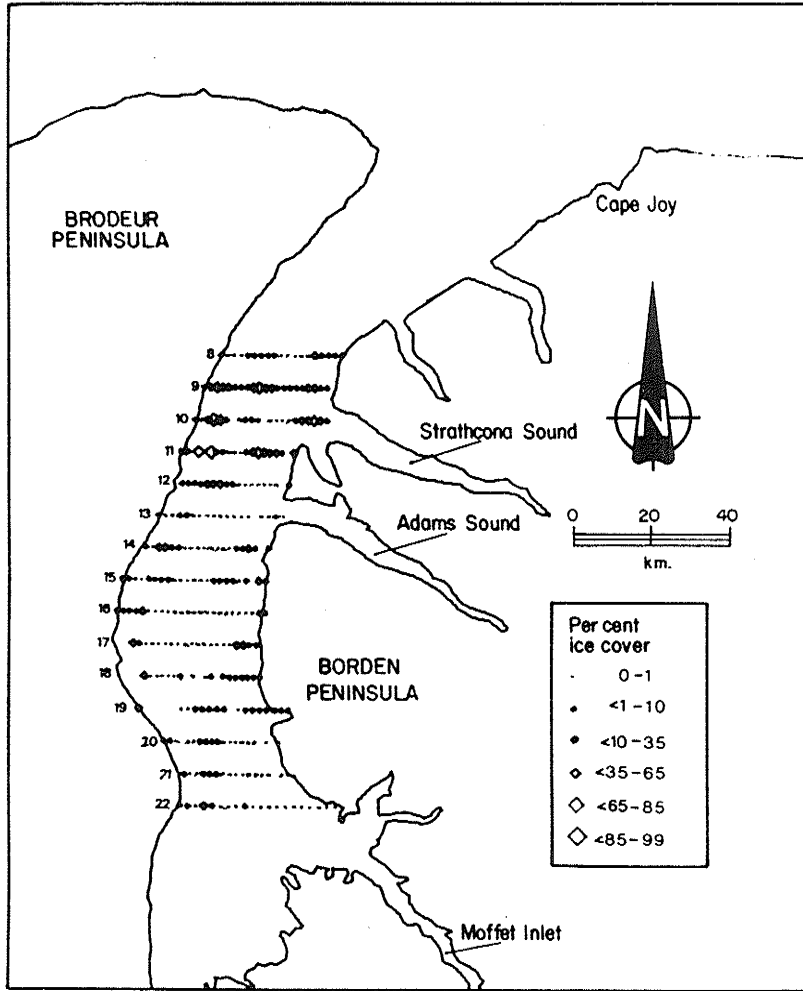 BRODEUR
PENINSULA
Cape Joy
8
9
10
11
12
13
14
15
16
17
18
19
20
21
22
N
Strathcona Sound
Adams Sound
0 20 40
km.
BORDEN
PENINSULA
Per cent
ice cover
0-1
<1-10
<10-35
<35-65
<65-85
<85-99
Moffet Inlet